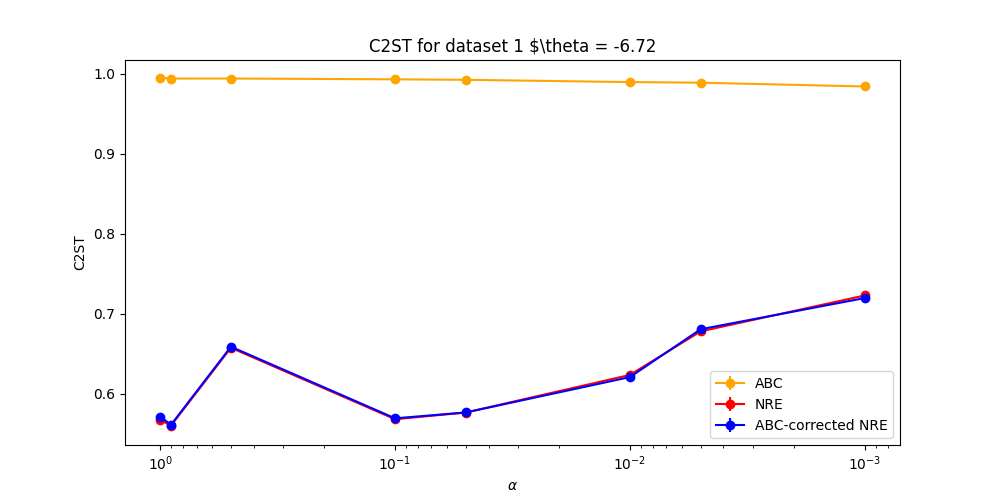 C2ST for dataset 1 $\theta = -6.72
C2ST
1.0
0.9
0.8
0.7
0.6
10⁰
10⁻¹
10⁻²
10⁻³
α
ABC
NRE
ABC-corrected NRE